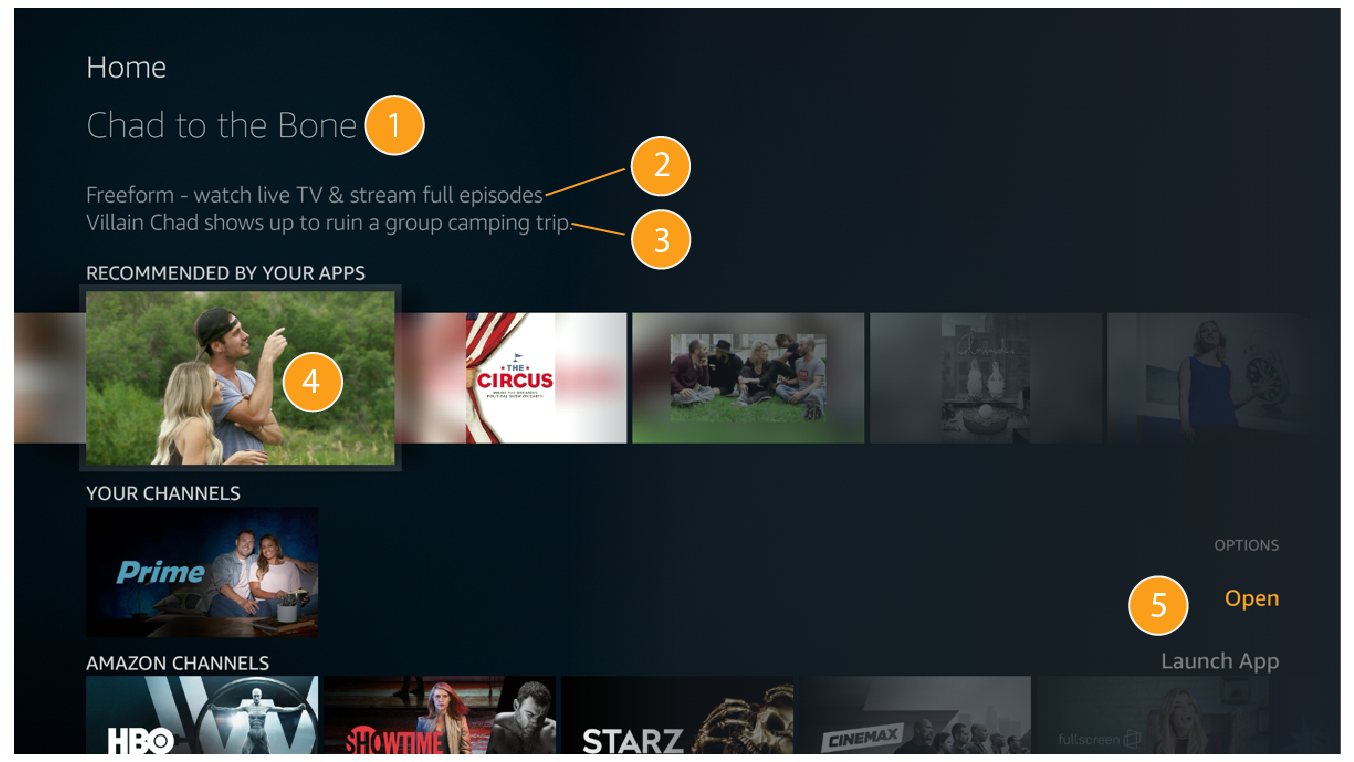 Home
Chad to the Bone 1
2
Freeform - watch live TV & stream full episodes
Villain Chad shows up to ruin a group camping trip.
3
RECOMMENDED BY YOUR APPS
4
THE
CIRCUS
YOUR CHANNELS
Prime
OPTIONS
5 Open
AMAZON CHANNELS
Launch App
HBO
SHOWTIME
STARZ
CINEMAX
fullscreen